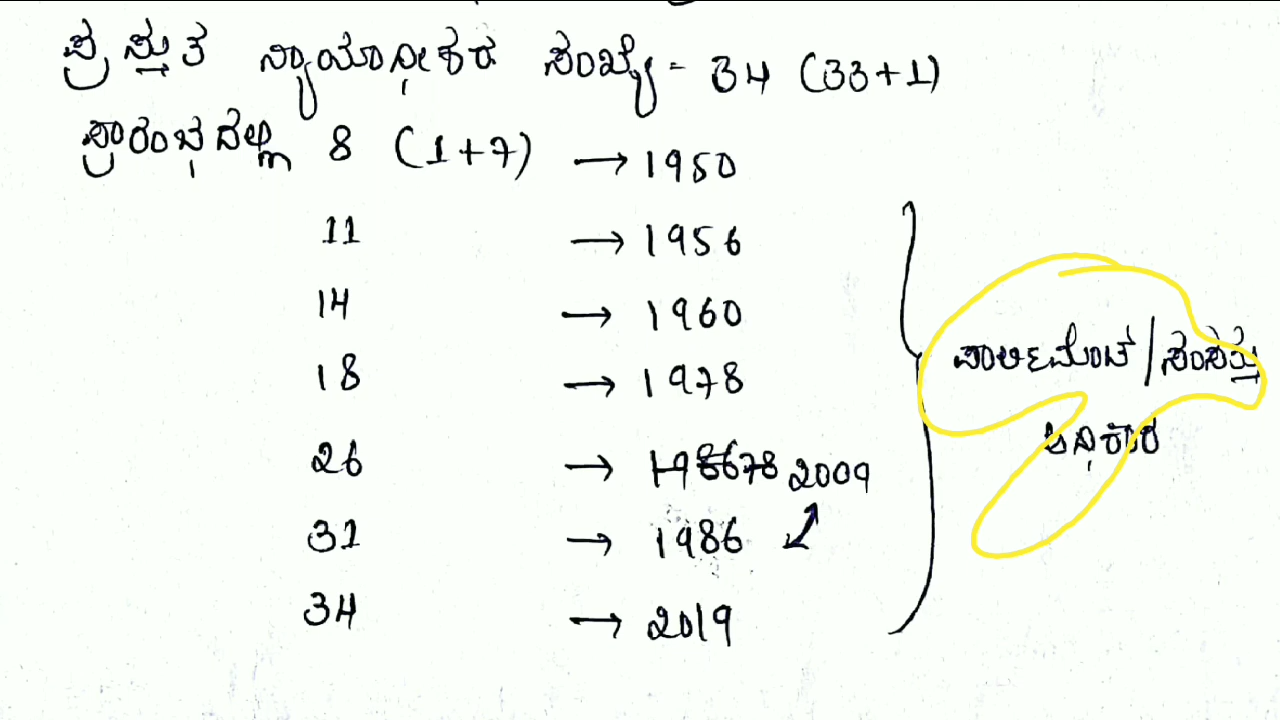 ಪ್ರಸ್ತುತ ನ್ಯಾಯಾಧೀಶರ ಸಂಖ್ಯೆ - 34 (33+1)
ಪ್ರಾರಂಭದಲ್ಲಿ 8 (1+7) → 1950
11 → 1956
14 → 1960
18 → 1978
26 → 198678 2009
31 → 1986
34 → 2019
ಪಾರ್ಲಿಮೆಂಟ್ / ಸಂಸತ್ತು
ಅಧಿಕಾರ